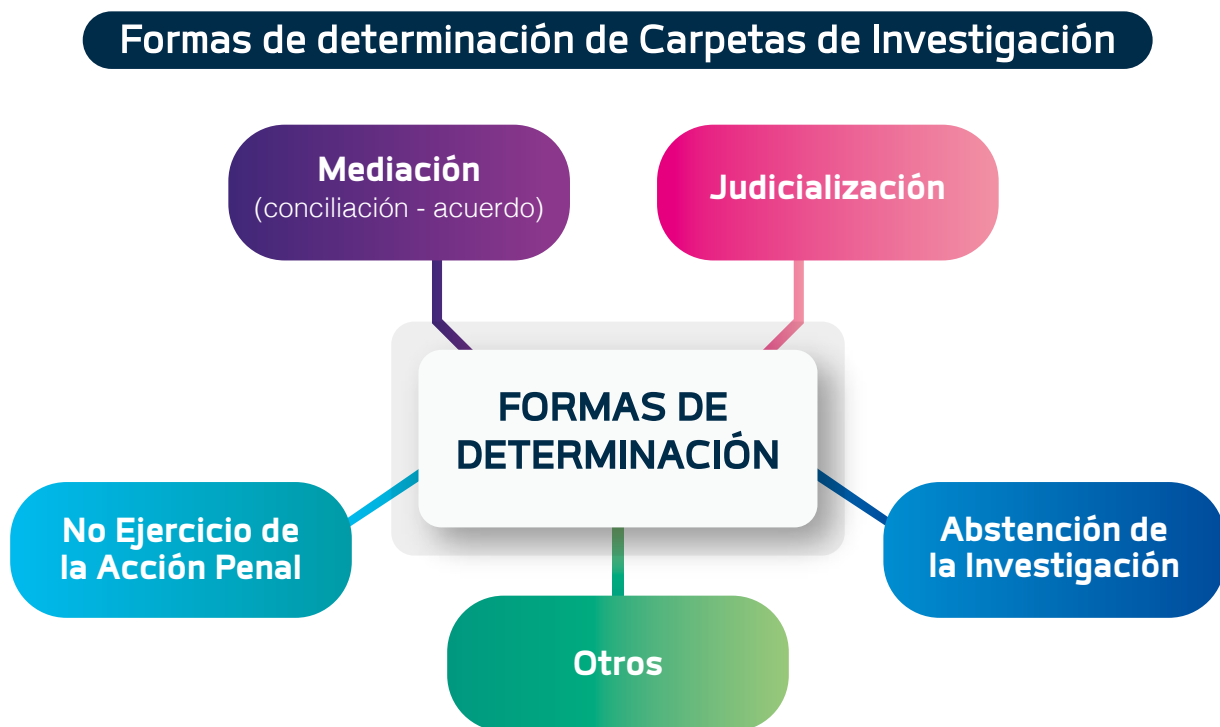 Formas de determinación de Carpetas de Investigación
Mediación
(conciliación - acuerdo)
Judicialización
FORMAS DE
DETERMINACIÓN
No Ejercicio de
la Acción Penal
Abstención de
la Investigación
Otros